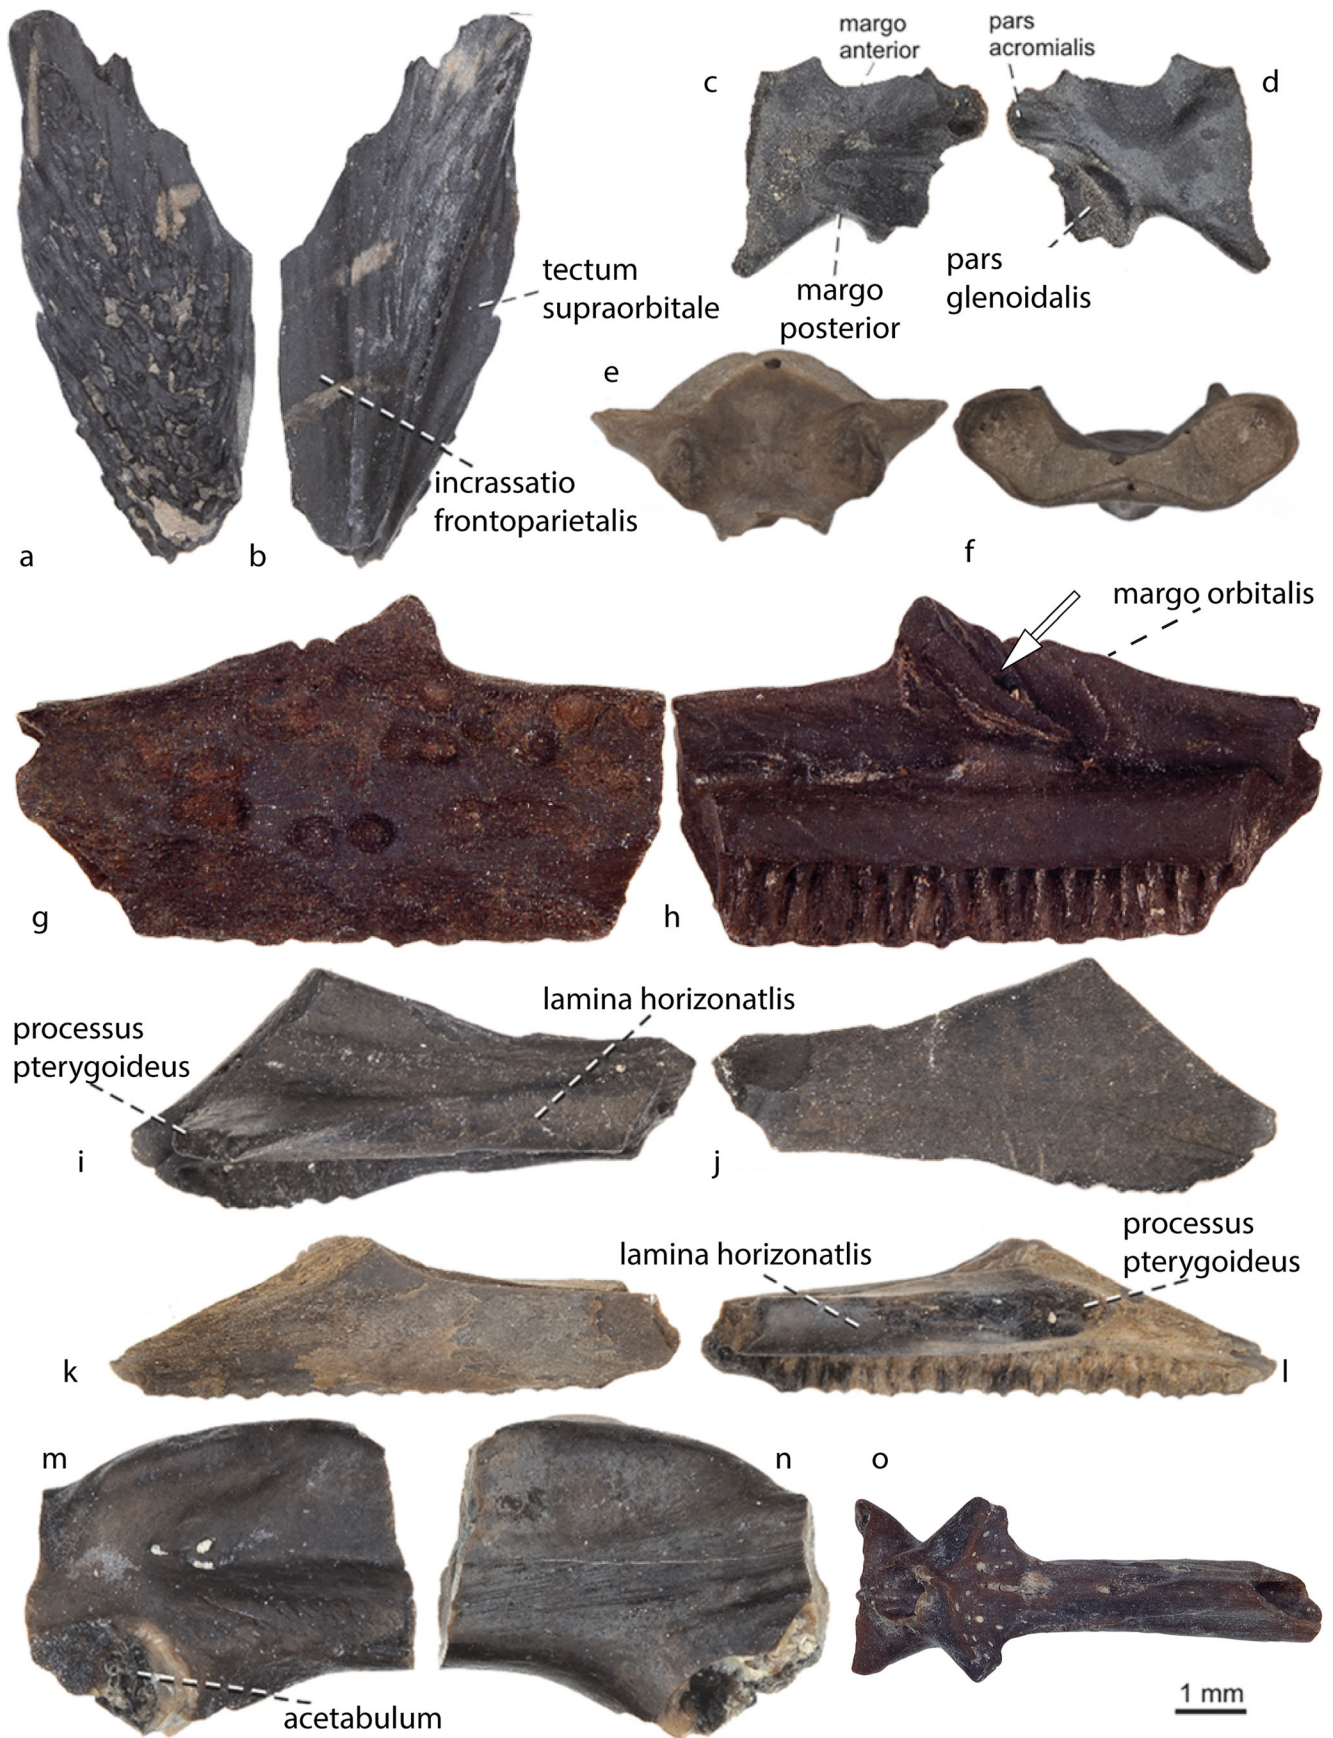 margo
anterior
pars
acromialis
c
d
tectum
supraorbitale
margo
posterior
pars
glenoidalis
e
incrassatio
frontoparietalis
a
b
f
margo orbitalis
g
h
lamina horizonatlis
processus
pterygoideus
i
j
processus
pterygoideus
lamina horizonatlis
k
l
m
n
o
acetabulum
1 mm